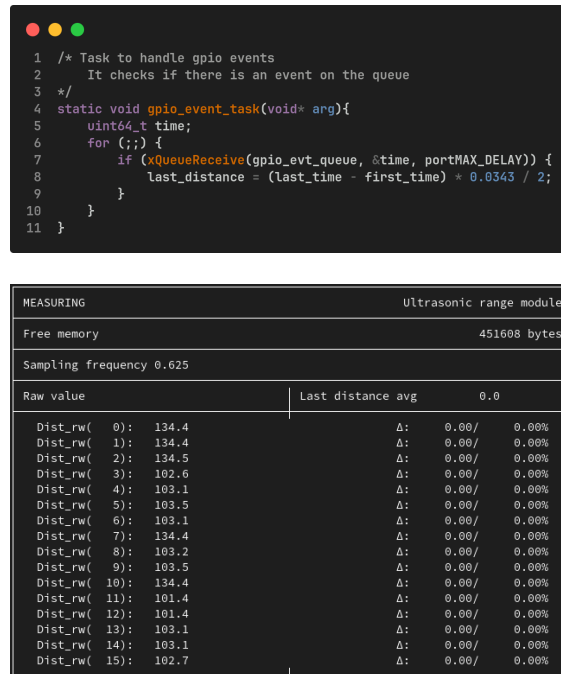 1 /* Task to handle gpio events
2 It checks if there is an event on the queue
3 */
4 static void gpio_event_task(void* arg){
5 uint64_t time;
6 for (;;) {
7 if (xQueueReceive(gpio_evt_queue, &time, portMAX_DELAY)) {
8 last_distance = (last_time - first_time) * 0.0343 / 2;
9 }
10 }
11 }
MEASURING Ultrasonic range module
Free memory 451608 bytes
Sampling frequency 0.625
Raw value Last distance avg 0.0
Dist_rw( 0): 134.4 Δ: 0.00/ 0.00%
Dist_rw( 1): 134.4 Δ: 0.00/ 0.00%
Dist_rw( 2): 134.5 Δ: 0.00/ 0.00%
Dist_rw( 3): 102.6 Δ: 0.00/ 0.00%
Dist_rw( 4): 103.1 Δ: 0.00/ 0.00%
Dist_rw( 5): 103.5 Δ: 0.00/ 0.00%
Dist_rw( 6): 103.1 Δ: 0.00/ 0.00%
Dist_rw( 7): 134.4 Δ: 0.00/ 0.00%
Dist_rw( 8): 103.2 Δ: 0.00/ 0.00%
Dist_rw( 9): 103.5 Δ: 0.00/ 0.00%
Dist_rw( 10): 134.4 Δ: 0.00/ 0.00%
Dist_rw( 11): 101.4 Δ: 0.00/ 0.00%
Dist_rw( 12): 101.4 Δ: 0.00/ 0.00%
Dist_rw( 13): 103.1 Δ: 0.00/ 0.00%
Dist_rw( 14): 103.1 Δ: 0.00/ 0.00%
Dist_rw( 15): 102.7 Δ: 0.00/ 0.00%